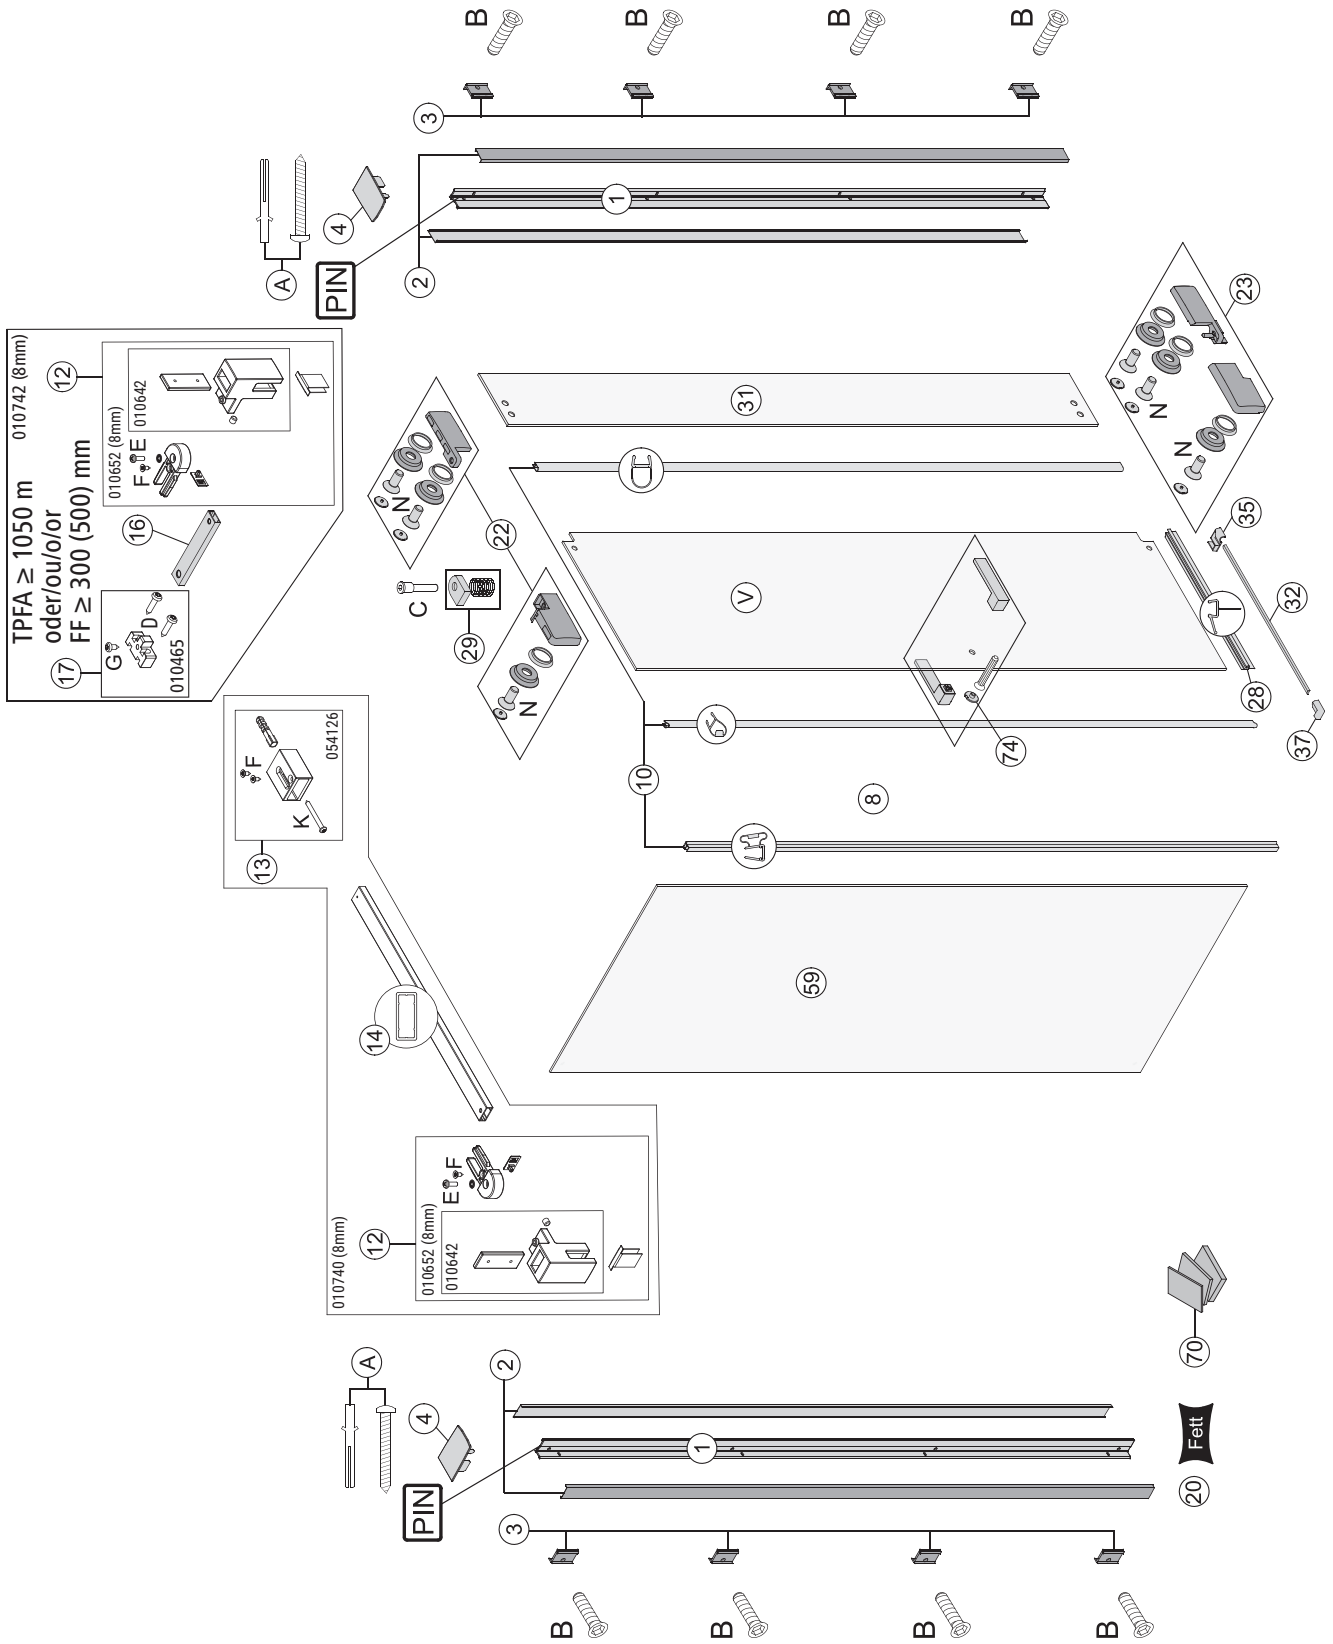 B
B
B
B
3
A
4
1
PIN
2
TPFA ≥ 1050 m
oder/ou/o/or
FF ≥ 300 (500) mm
010742 (8mm)
12
010652 (8mm)
010642
E
F
16
17
G
D
010465
31
23
N
N
22
N
C
29
N
35
V
32
28
37
74
10
8
13
F
K
054126
14
59
010740 (8mm)
12
010652 (8mm)
010642
E
F
A
4
2
1
PIN
3
70
Fett
20
B
B
B
B